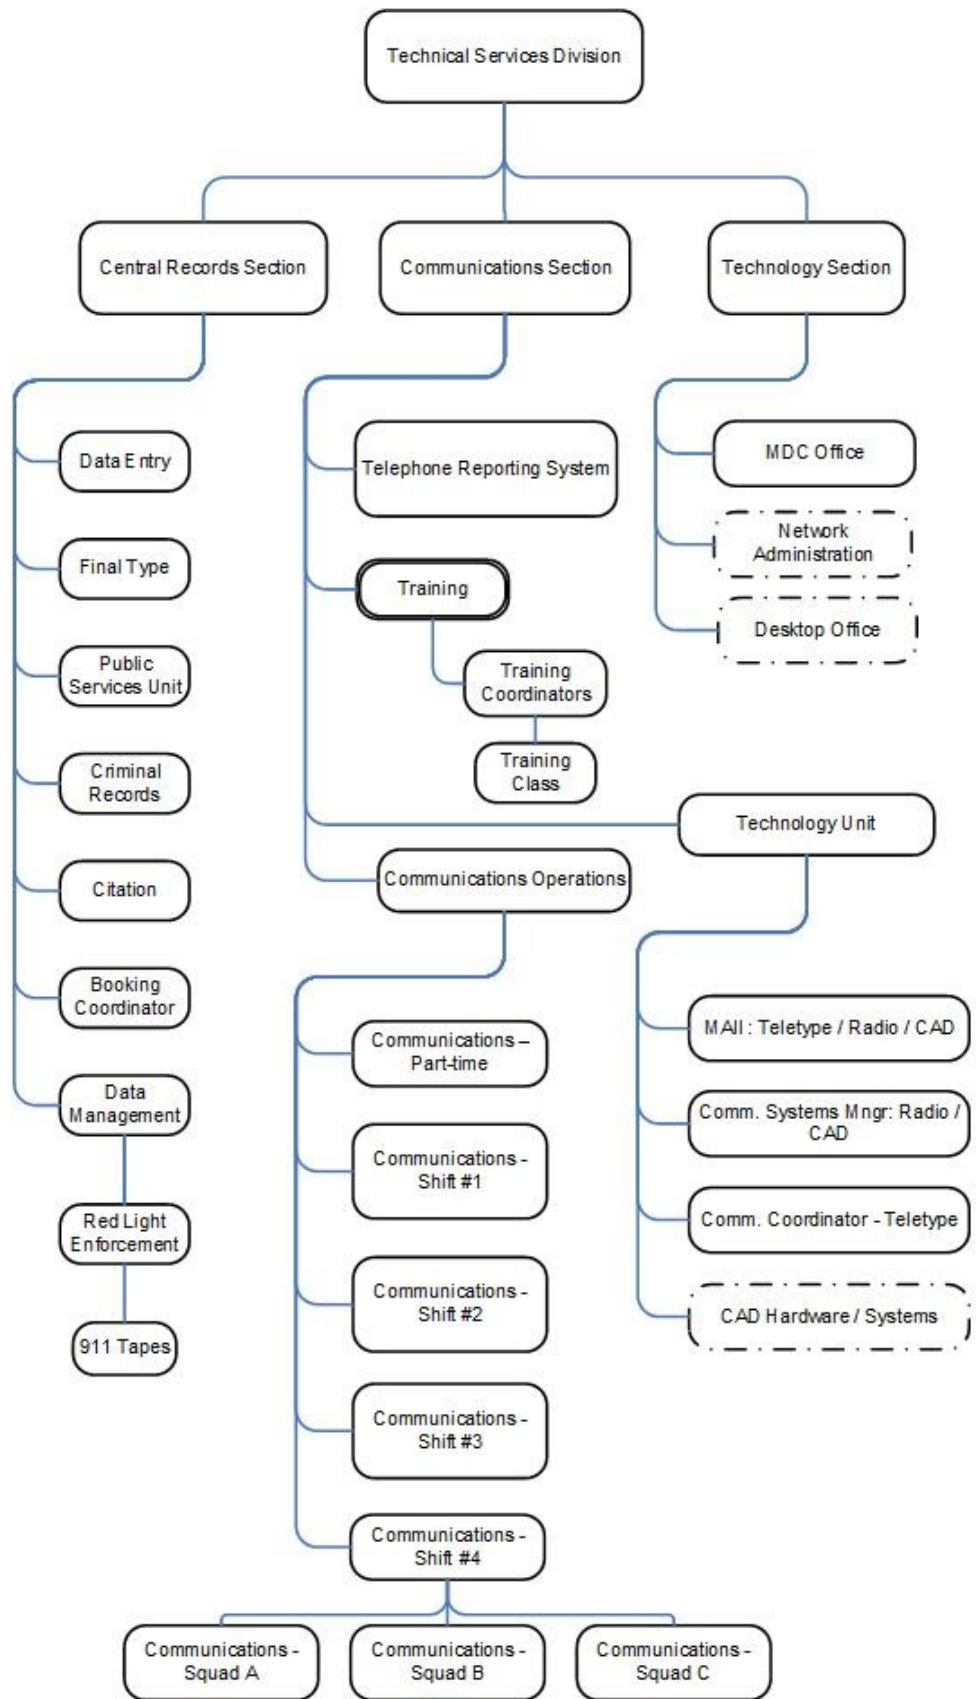 Technical Services Division
Central Records Section
Communications Section
Technology Section
Data Entry
Final Type
Public
Services Unit
Criminal
Records
Citation
Booking
Coordinator
Data
Management
Red Light
Enforcement
911 Tapes
Telephone Reporting System
Training
Training
Coordinators
Training
Class
Communications Operations
Communications –
Part-time
Communications -
Shift #1
Communications -
Shift #2
Communications -
Shift #3
Communications -
Shift #4
Communications -
Squad A
Communications -
Squad B
Communications -
Squad C
MDC Office
Network
Administration
Desktop Office
Technology Unit
MAII : Teletype / Radio / CAD
Comm. Systems Mngr: Radio /
CAD
Comm. Coordinator - Teletype
CAD Hardware / Systems